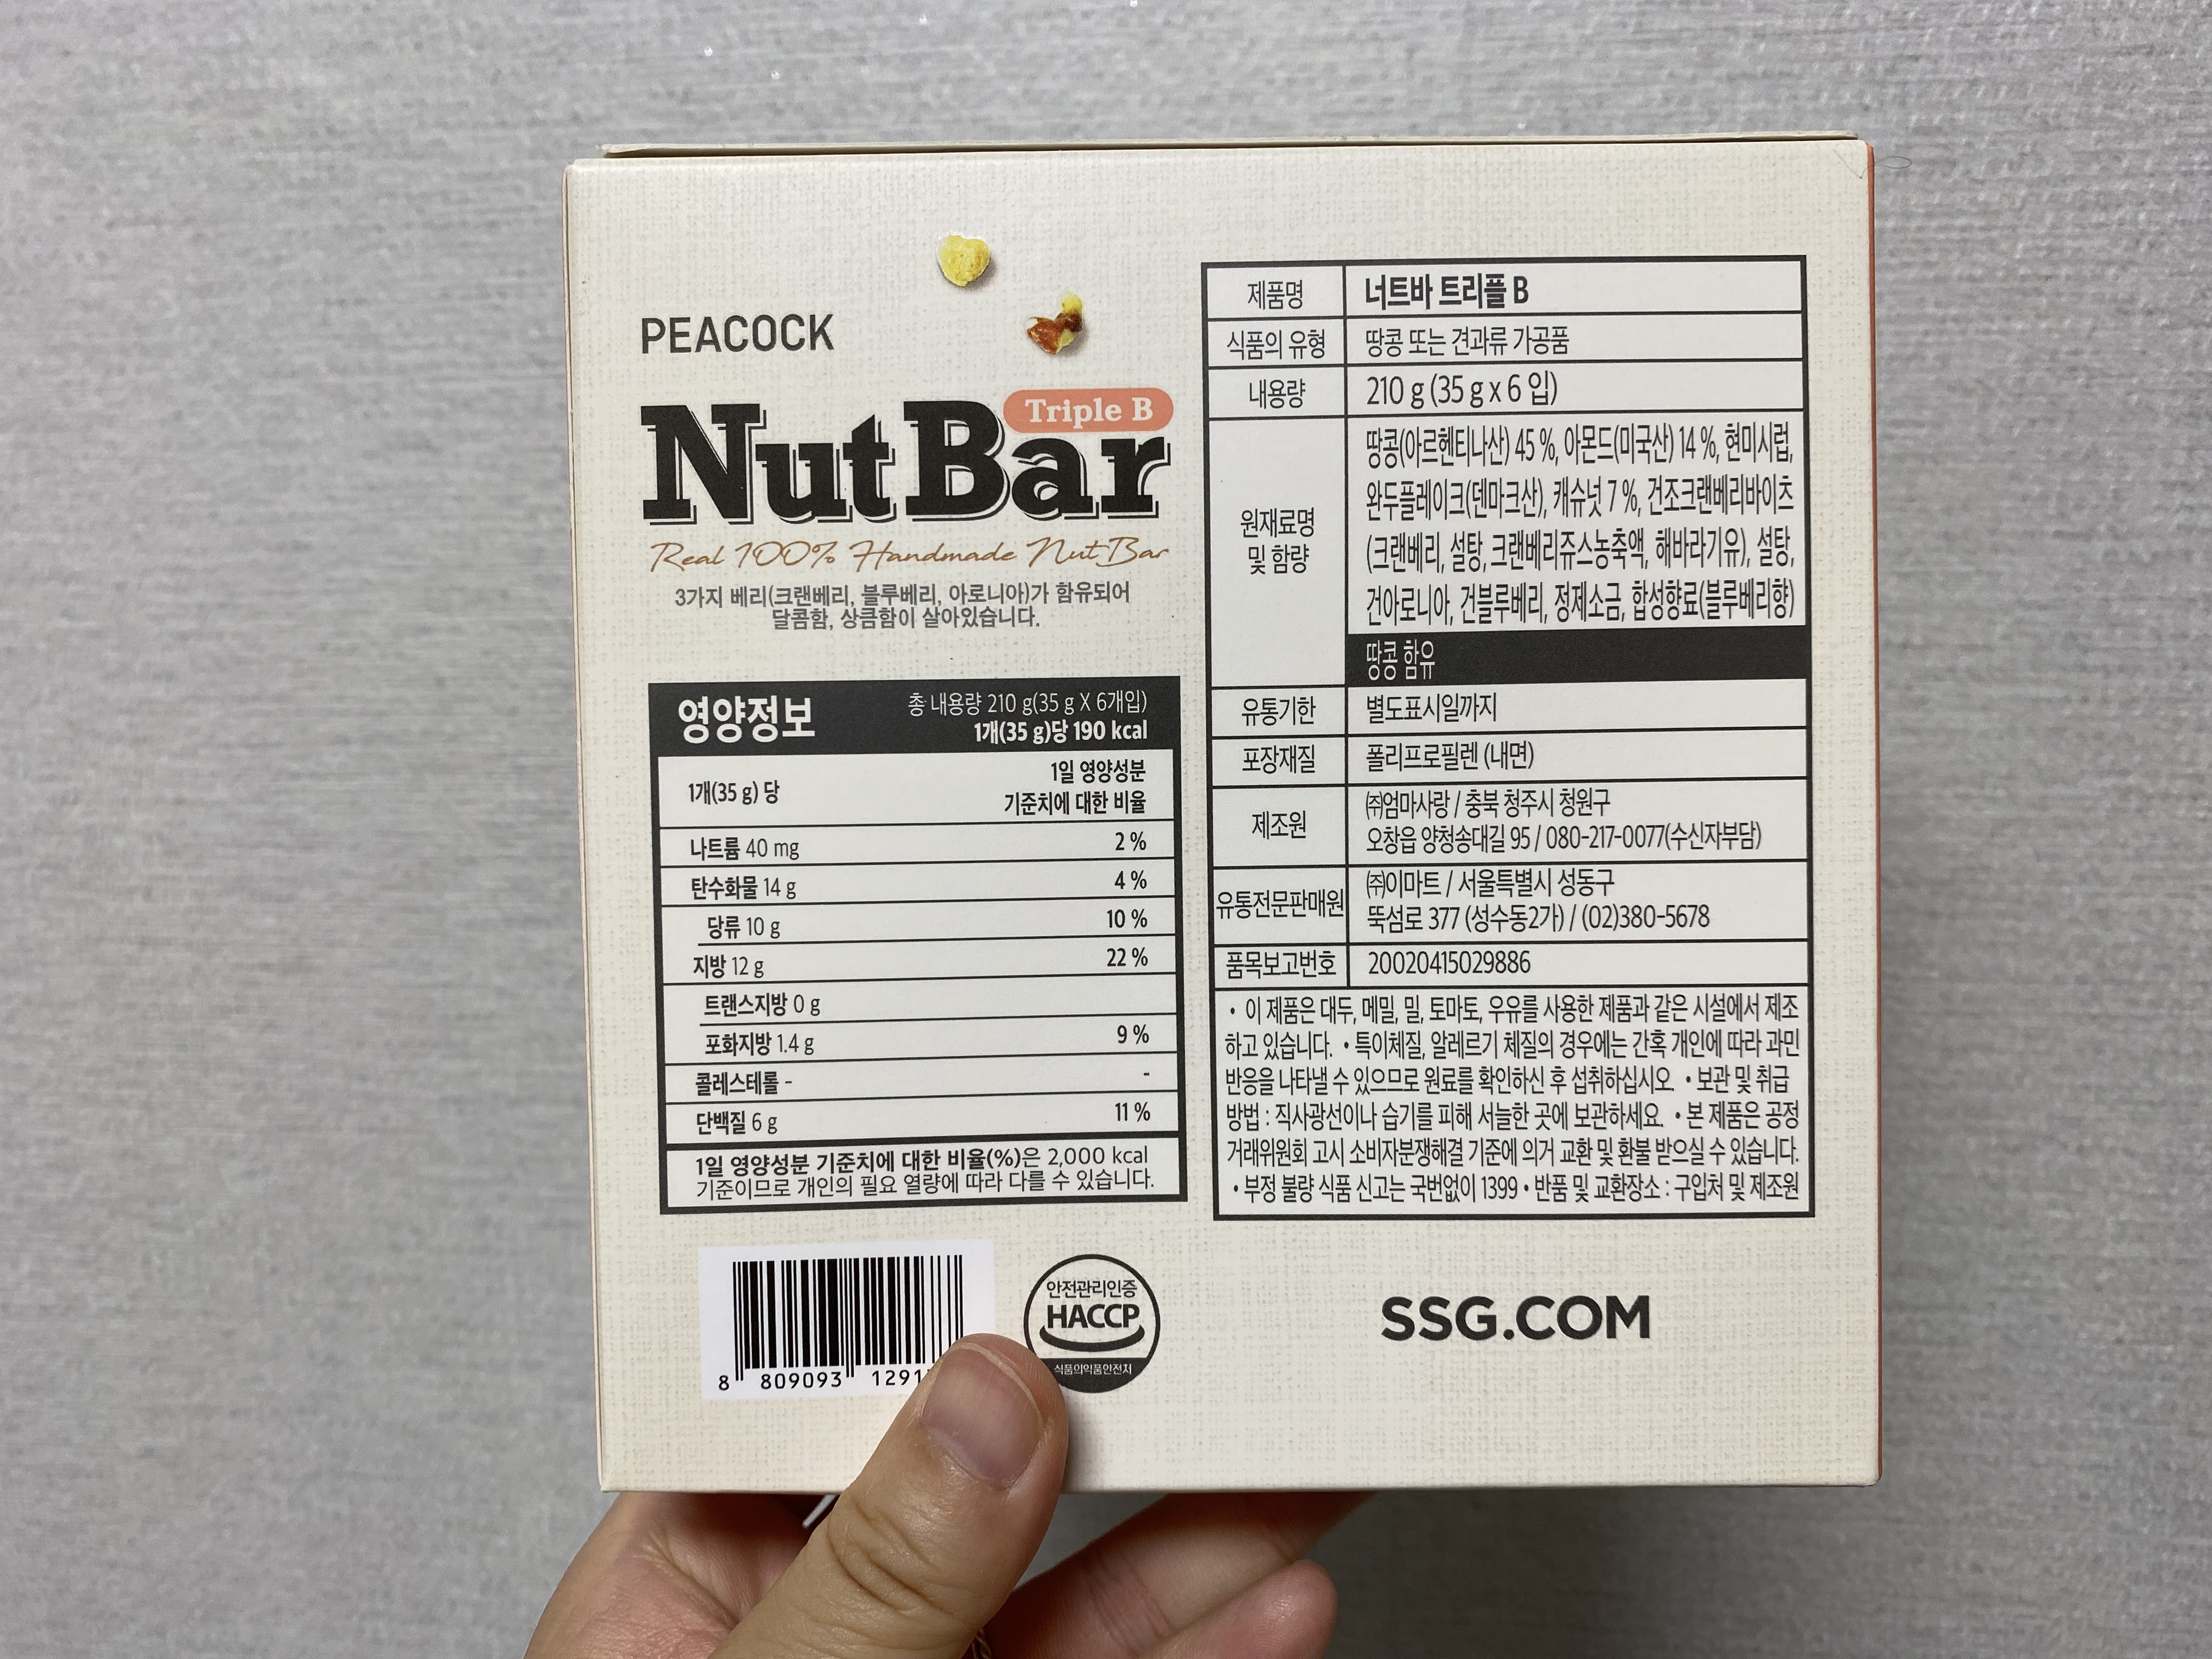 PEACOCK
Triple B
NutBar
Real 100% Handmade Nut Bar
3가지 베리(크랜베리, 블루베리, 아로니아)가 함유되어
달콤함, 상큼함이 살아있습니다.
영양정보
총 내용량 210 g(35 g X 6개입)
1개(35 g)당 190 kcal
1개(35 g) 당
1일 영양성분
기준치에 대한 비율
나트륨 40 mg 2 %
탄수화물 14 g 4 %
당류 10 g 10 %
지방 12 g 22 %
트랜스지방 0 g
포화지방 1.4 g 9 %
콜레스테롤 - -
단백질 6 g 11 %
1일 영양성분 기준치에 대한 비율(%)은 2,000 kcal
기준이므로 개인의 필요 열량에 따라 다를 수 있습니다.
8 809093 1291
안전관리인증
HACCP
식품의약품안전처
제품명 너트바 트리플 B
식품의 유형 땅콩 또는 견과류 가공품
내용량 210 g (35 g x 6 입)
원재료명
및 함량
땅콩(아르헨티나산) 45 %, 아몬드(미국산) 14 %, 현미시럽,
완두플레이크(덴마크산), 캐슈넛 7 %, 건조크랜베리바이츠
(크랜베리, 설탕, 크랜베리쥬스농축액, 해바라기유), 설탕,
건아로니아, 건블루베리, 정제소금, 합성향료(블루베리향)
땅콩 함유
유통기한 별도표시일까지
포장재질 폴리프로필렌 (내면)
제조원
㈜엄마사랑 / 충북 청주시 청원구
오창읍 양청송대길 95 / 080-217-0077(수신자부담)
유통전문판매원
㈜이마트 / 서울특별시 성동구
뚝섬로 377 (성수동2가) / (02)380-5678
품목보고번호 20020415029886
• 이 제품은 대두, 메밀, 밀, 토마토, 우유를 사용한 제품과 같은 시설에서 제조
하고 있습니다. • 특이체질, 알레르기 체질의 경우에는 간혹 개인에 따라 과민
반응을 나타낼 수 있으므로 원료를 확인하신 후 섭취하십시오. • 보관 및 취급
방법 : 직사광선이나 습기를 피해 서늘한 곳에 보관하세요. • 본 제품은 공정
거래위원회 고시 소비자분쟁해결 기준에 의거 교환 및 환불 받으실 수 있습니다.
• 부정 불량 식품 신고는 국번없이 1399 • 반품 및 교환장소 : 구입처 및 제조원
SSG.COM